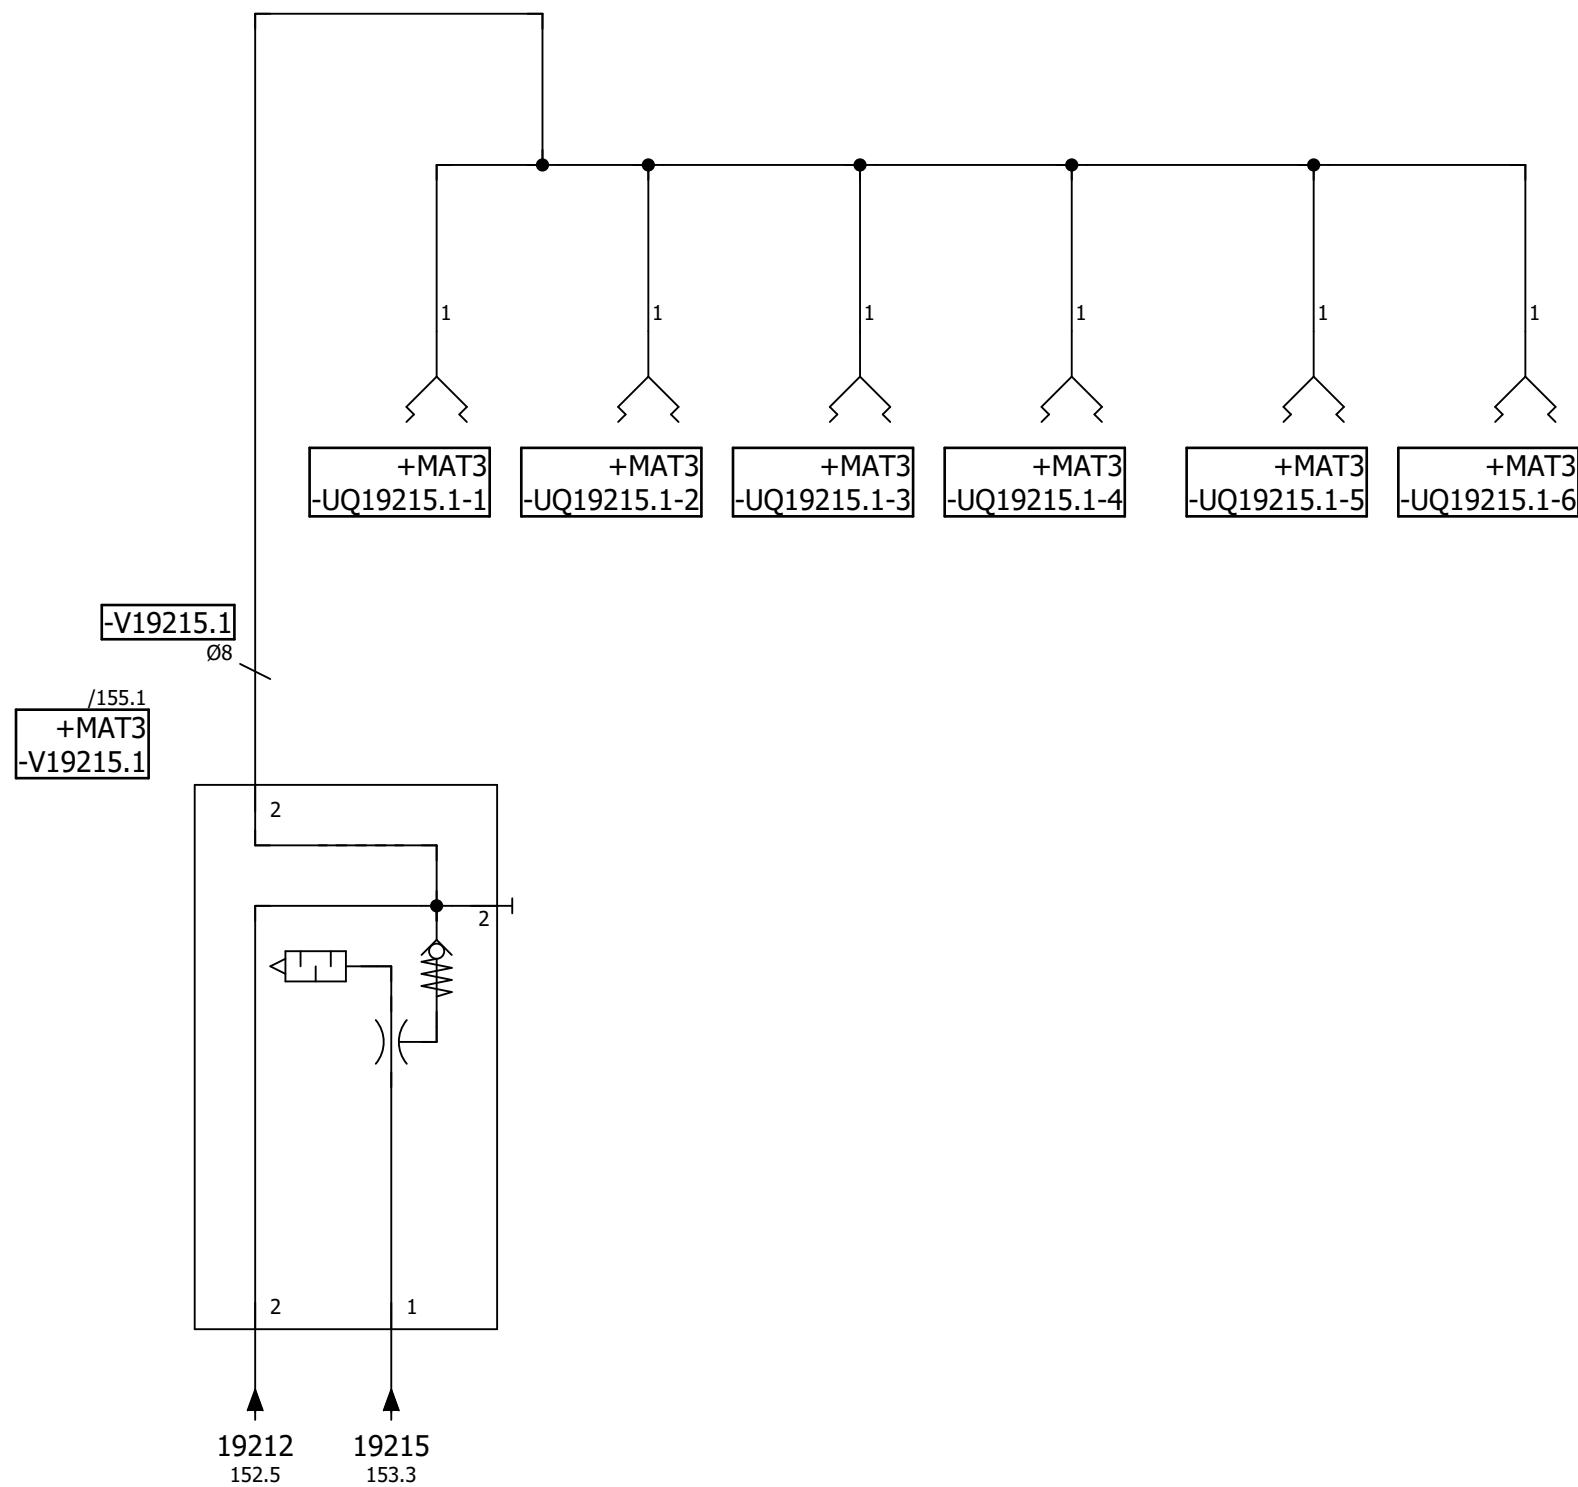 1
1
1
1
1
1
+MAT3
-UQ19215.1-1
+MAT3
-UQ19215.1-2
+MAT3
-UQ19215.1-3
+MAT3
-UQ19215.1-4
+MAT3
-UQ19215.1-5
+MAT3
-UQ19215.1-6
-V19215.1
Ø8
/155.1
+MAT3
-V19215.1
2
2
2
1
19212
152.5
19215
153.3